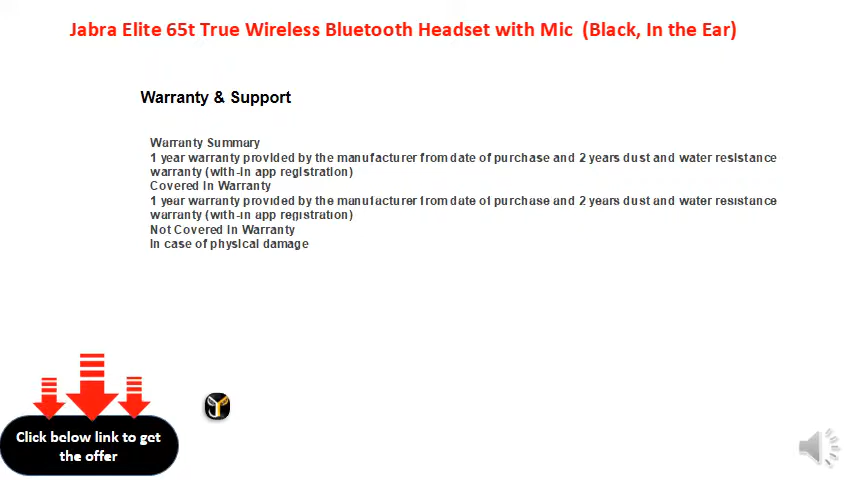 Jabra Elite 65t True Wireless Bluetooth Headset with Mic (Black, In the Ear)
Warranty & Support
Warranty Summary
1 year warranty provided by the manufacturer from date of purchase and 2 years dust and water resistance
warranty (with-in app registration)
Covered in Warranty
1 year warranty provided by the manufacturer from date of purchase and 2 years dust and water resistance
warranty (with-in app registration)
Not Covered in Warranty
In case of physical damage
Click below link to get
the offer